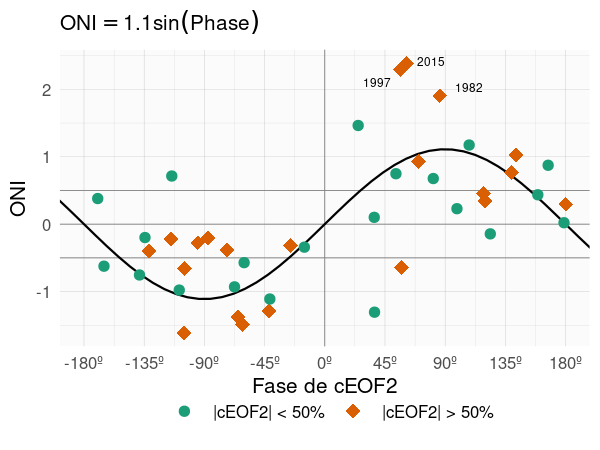 ONI = 1.1sin(Phase)
2015
1997
1982
2
1
0
-1
ONI
-180º -135º -90º -45º 0º 45º 90º 135º 180º
Fase de cEOF2
|cEOF2| < 50% |cEOF2| > 50%